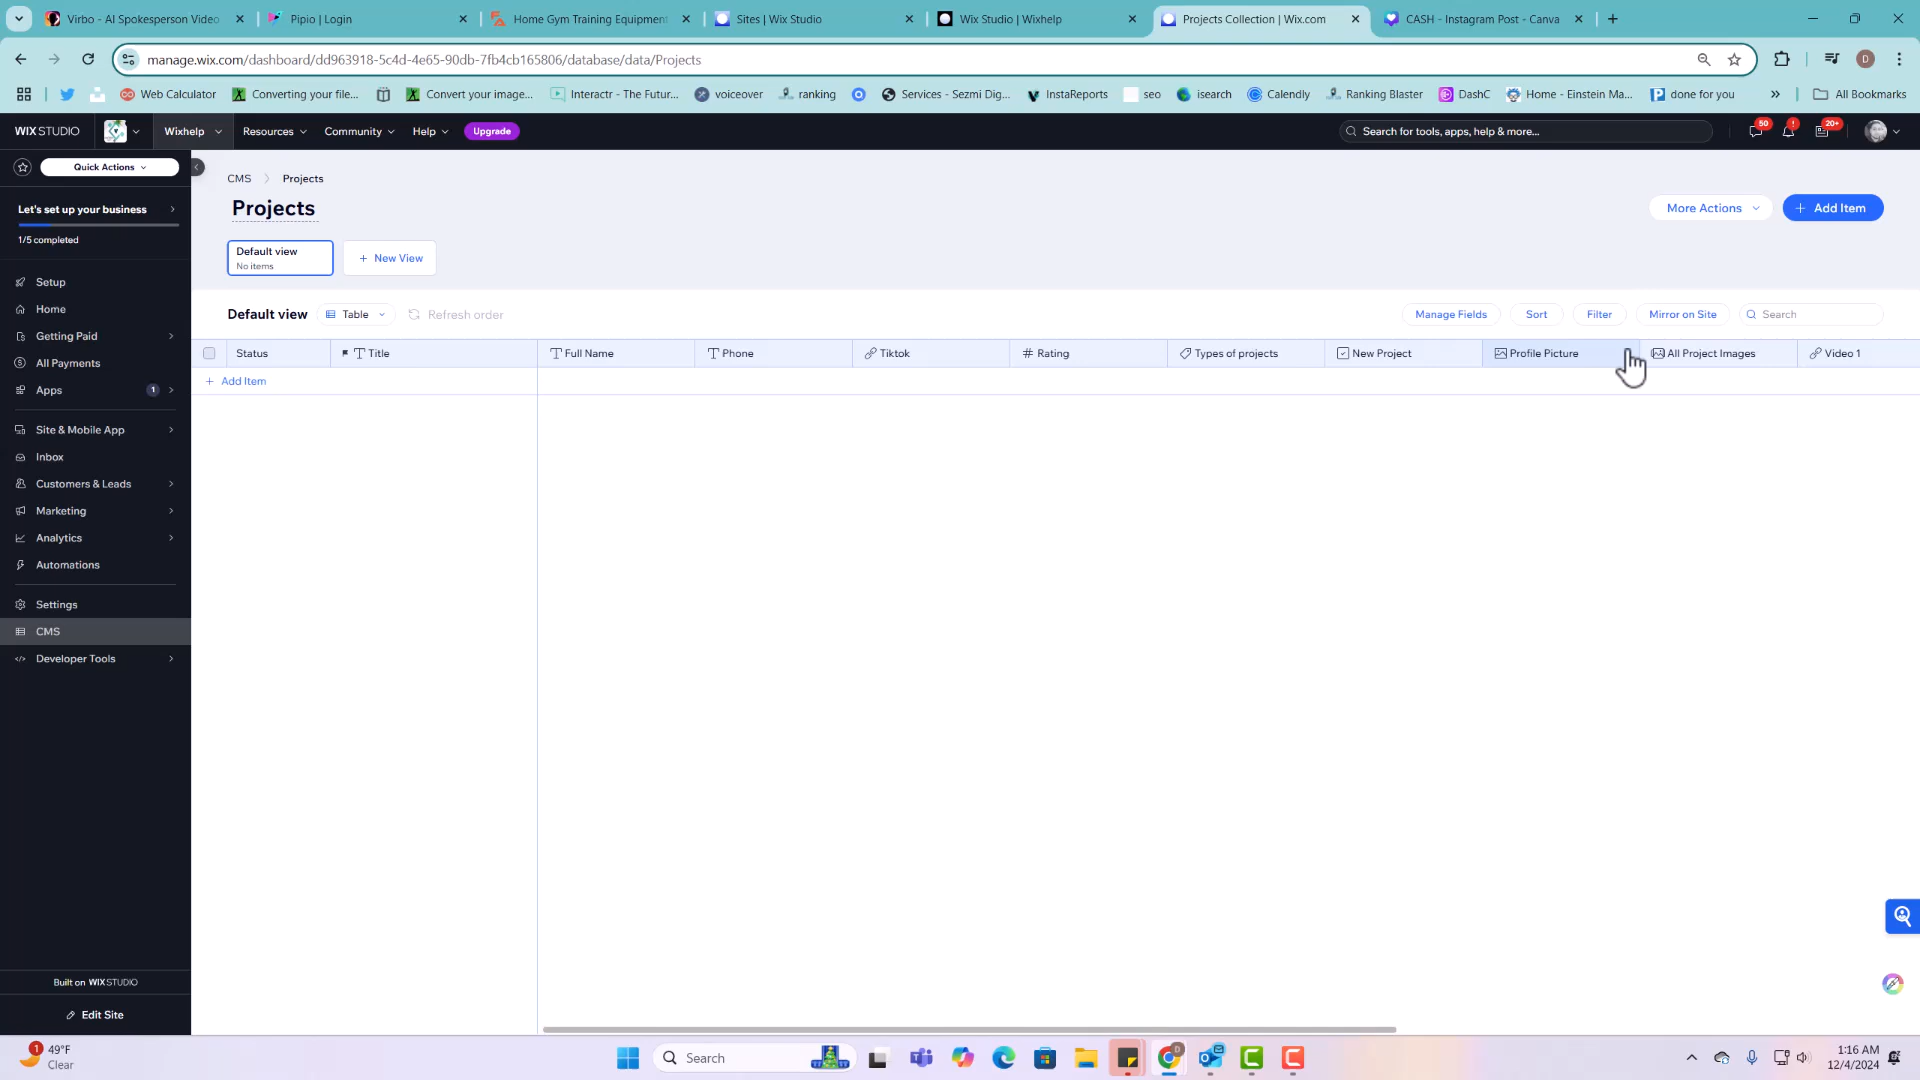 Virbo - AI Spokesperson Video
Pipio | Login
Home Gym Training Equipment
Sites | Wix Studio
Wix Studio | Wixhelp
Projects Collection | Wix.com
CASH - Instagram Post - Canva
manage.wix.com/dashboard/dd963918-5c4d-4e65-90db-7fb4cb165806/database/data/Projects
D
Web Calculator
Converting your file...
Convert your image...
Interactr - The Futur...
voiceover
ranking
Services - Sezmi Dig...
InstaReports
seo
isearch
Calendly
Ranking Blaster
DashC
Home - Einstein Ma...
done for you
All Bookmarks
WIX STUDIO
Wixhelp
Resources
Community
Help
Upgrade
Search for tools, apps, help & more...
50
!
20+
Quick Actions
Let's set up your business
1/5 completed
Setup
Home
Getting Paid
All Payments
Apps 1
Site & Mobile App
Inbox
Customers & Leads
Marketing
Analytics
Automations
Settings
CMS
Developer Tools
Built on WIX STUDIO
Edit Site
CMS > Projects
Projects
More Actions
+ Add Item
Default view
No items
+ New View
Default view
Table
Refresh order
Manage Fields
Sort
Filter
Mirror on Site
Search
Status
Title
Full Name
Phone
Tiktok
# Rating
Types of projects
New Project
Profile Picture
All Project Images
Video 1
+ Add Item
1
49°F
Clear
Search
D
1:16 AM
12/4/2024